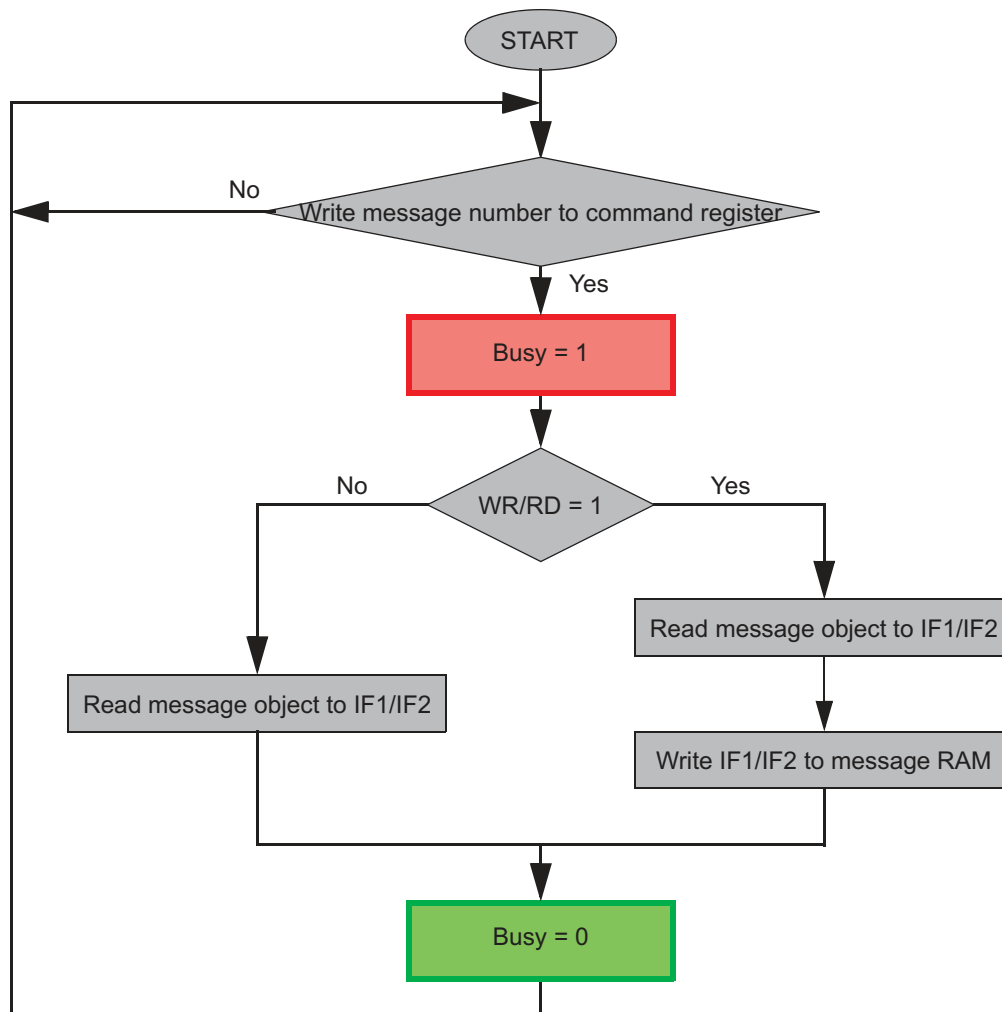 START
No
Write message number to command register
Yes
Busy = 1
No
Yes
WR/RD = 1
Read message object to IF1/IF2
Read message object to IF1/IF2
Write IF1/IF2 to message RAM
Busy = 0